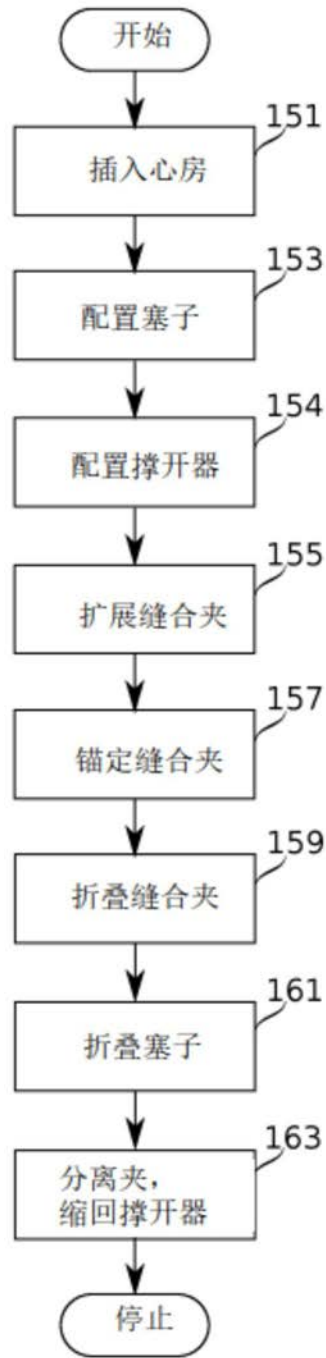 开始
151
插入心房
153
配置塞子
154
配置撑开器
155
扩展缝合夹
157
锚定缝合夹
159
折叠缝合夹
161
折叠塞子
163
分离夹，
缩回撑开器
停止